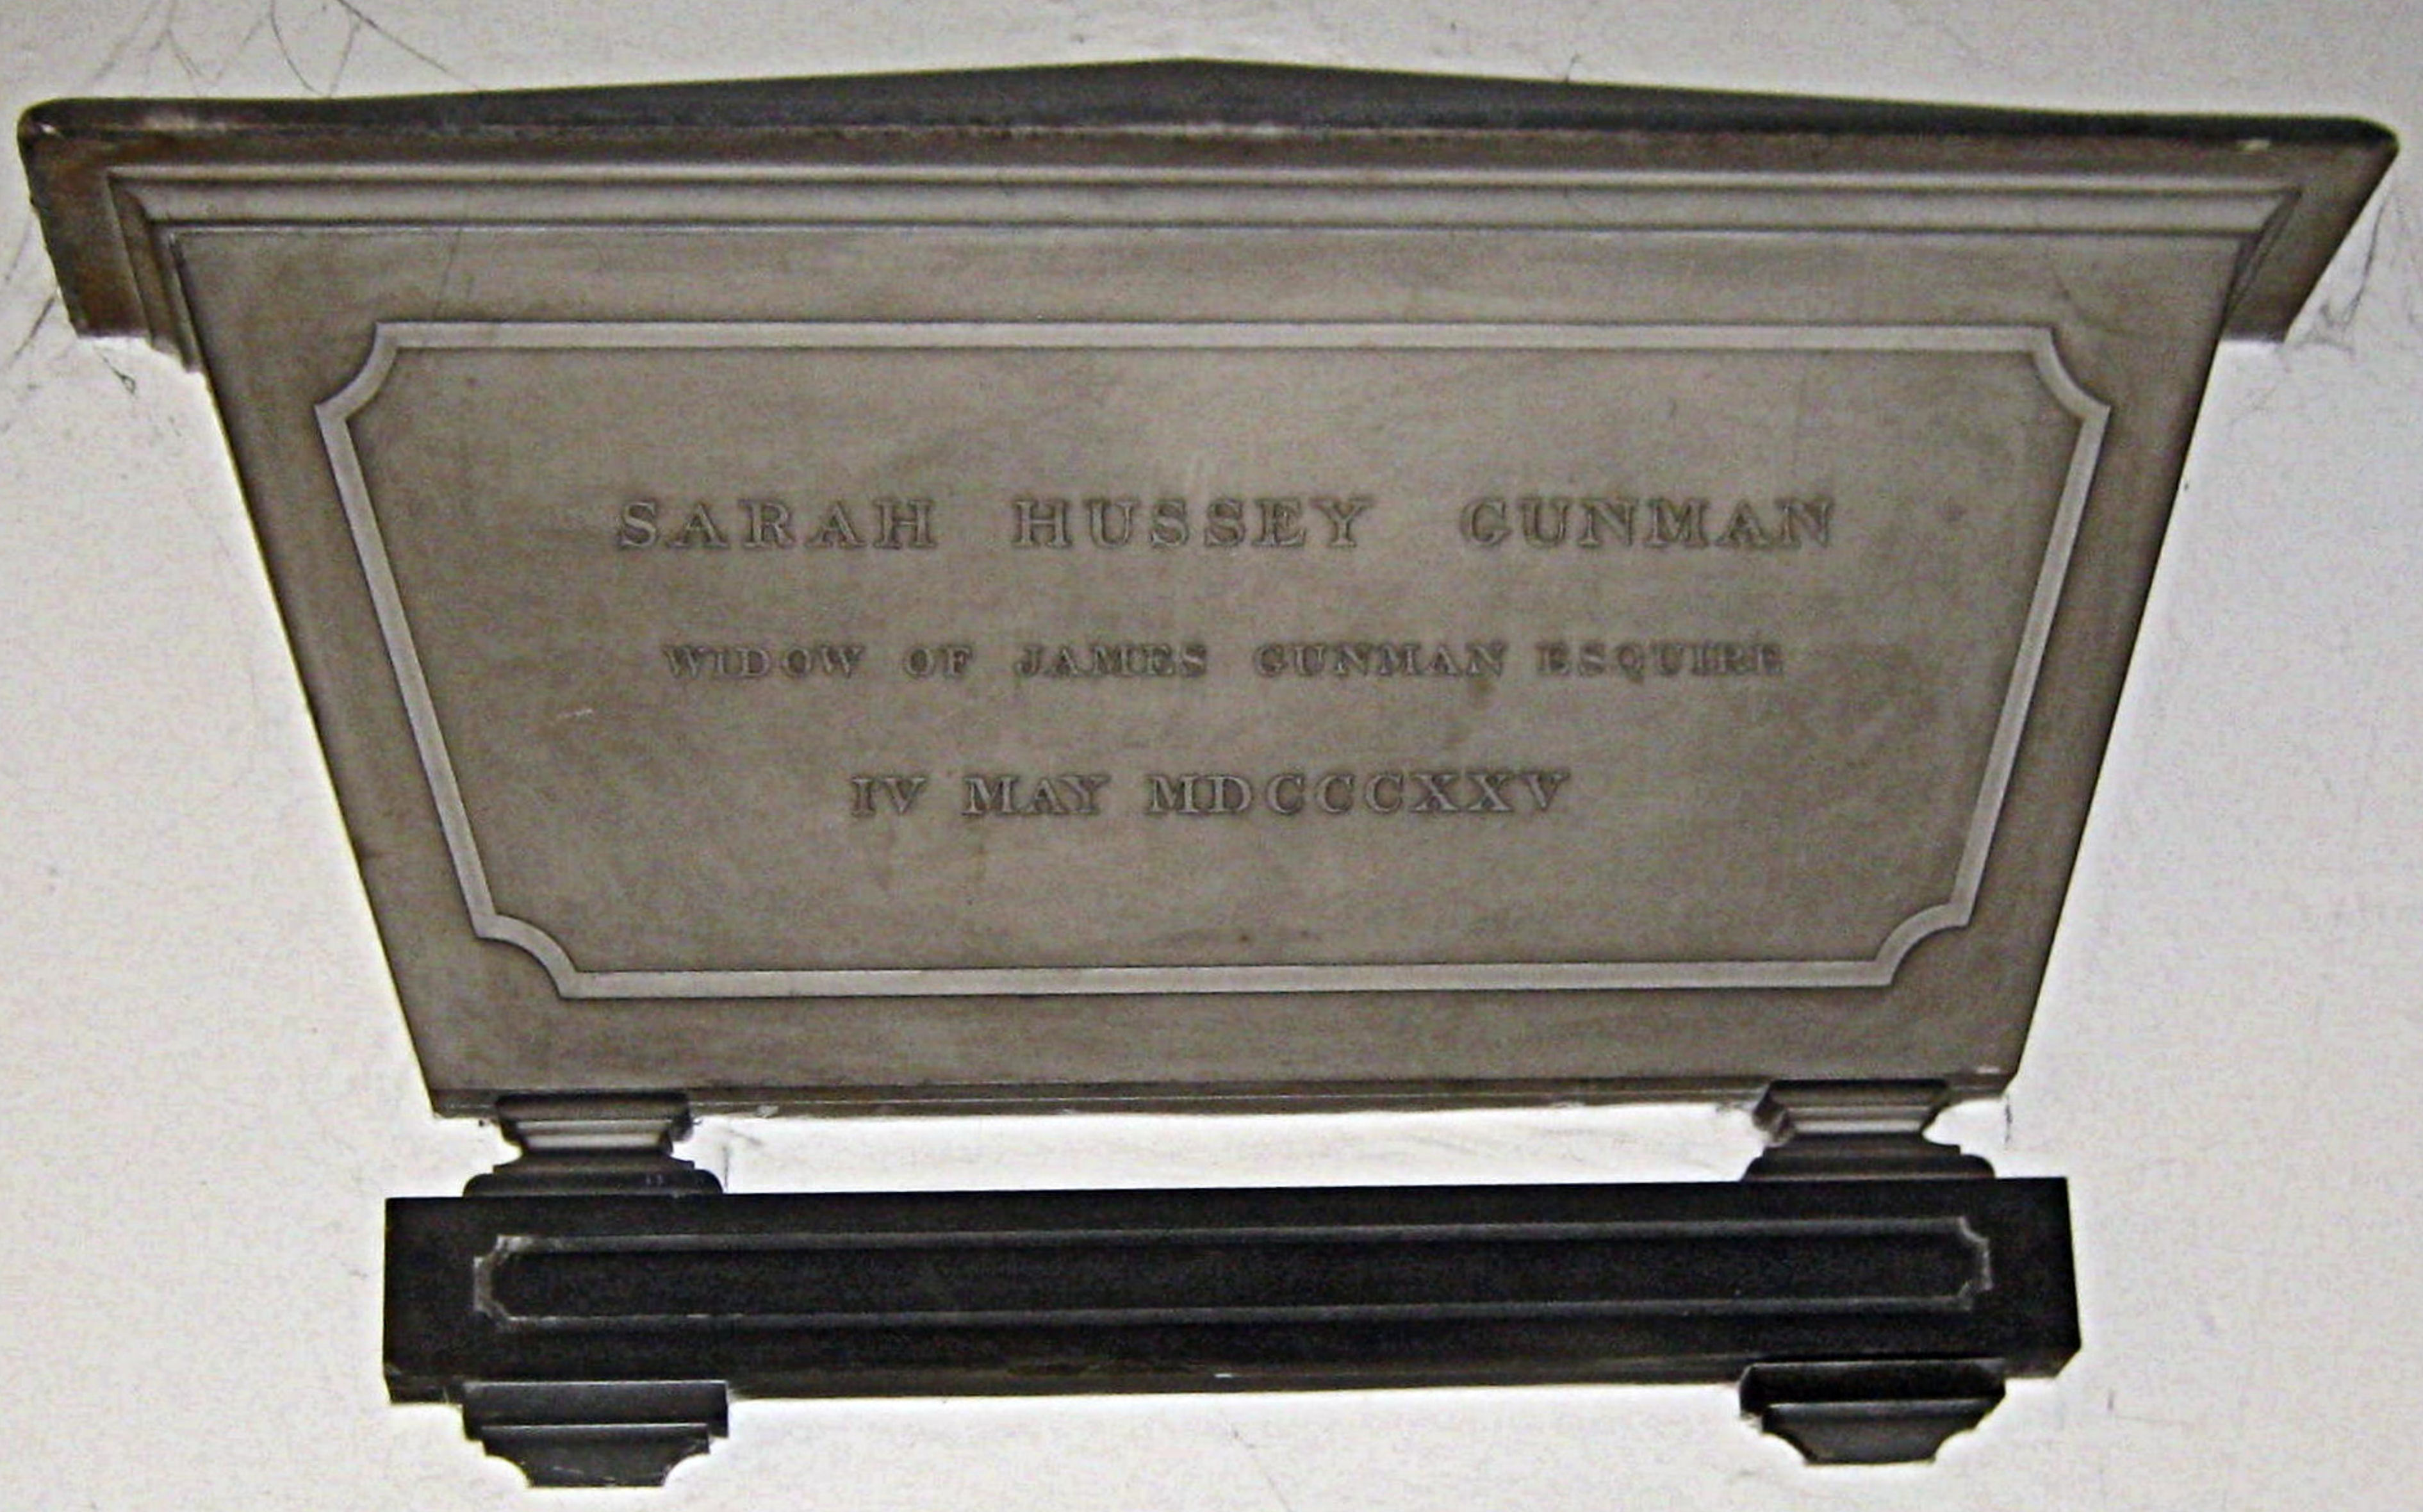 SARAH HUSSEY GUNMAN
WIDOW OF JAMES GUNMAN ESQUIRE
IV MAY MDCCCXXV